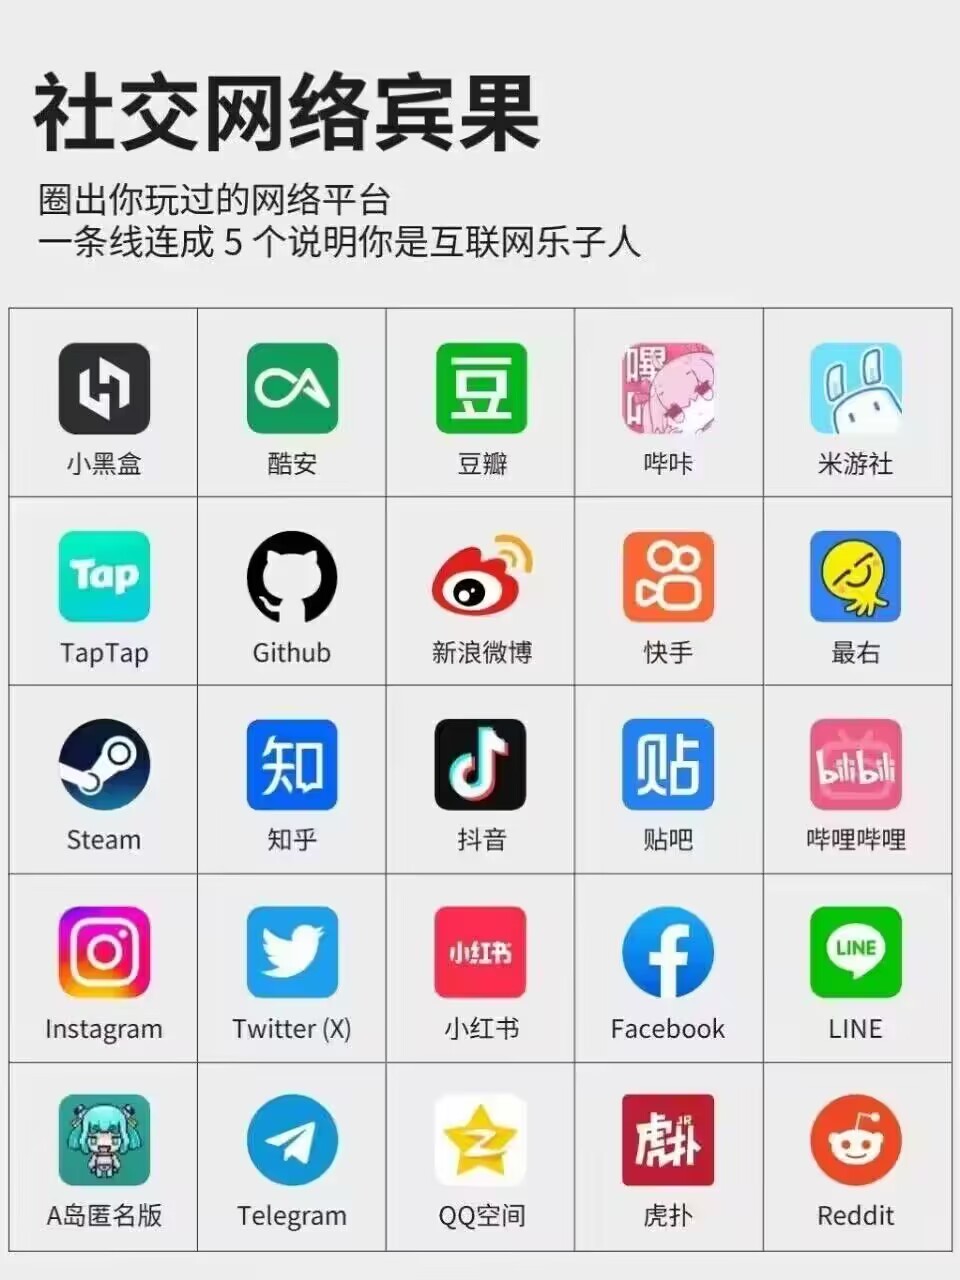 社交网络宾果
圈出你玩过的网络平台
一条线连成 5 个说明你是互联网乐子人
豆
哔
小黑盒 酷安 豆瓣 哔咔 米游社
Tap
TapTap Github 新浪微博 快手 最右
知 贴 bilibili
Steam 知乎 抖音 贴吧 哔哩哔哩
小红书 LINE
Instagram Twitter (X) 小红书 Facebook LINE
虎扑 JR
A岛匿名版 Telegram QQ空间 虎扑 Reddit